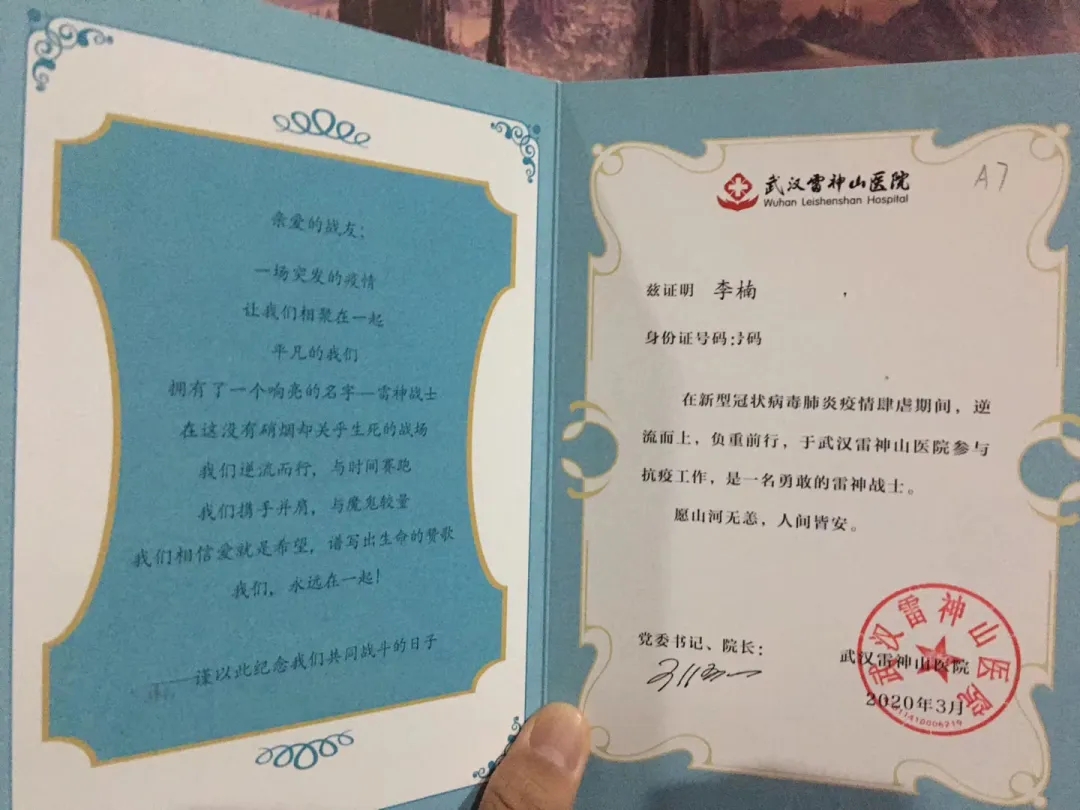 亲爱的战友：
一场突发的疫情
让我们相聚在一起
平凡的我们
拥有了一个响亮的名字—雷神战士
在这沒有硝烟却关乎生死的战场
我们逆流而行，与时间赛跑
我们携手并肩，与魔鬼较量
我们相信爱就是希望，谱写出生命的赞歌
我们，永远在一起！
——谨以此纪念我们共同战斗的日子
武汉雷神山医院
Wuhan Leishenshan Hospital
A7
兹证明 李楠 ，
身份证号码:号码
在新型冠状病毒肺炎疫情肆虐期间，逆
流而上，负重前行，于武汉雷神山医院参与
抗疫工作，是一名勇敢的雷神战士。
愿山河无恙，人间皆安。
党委书记、院长：
武汉雷神山医院
2020年3月
武汉雷神山医院